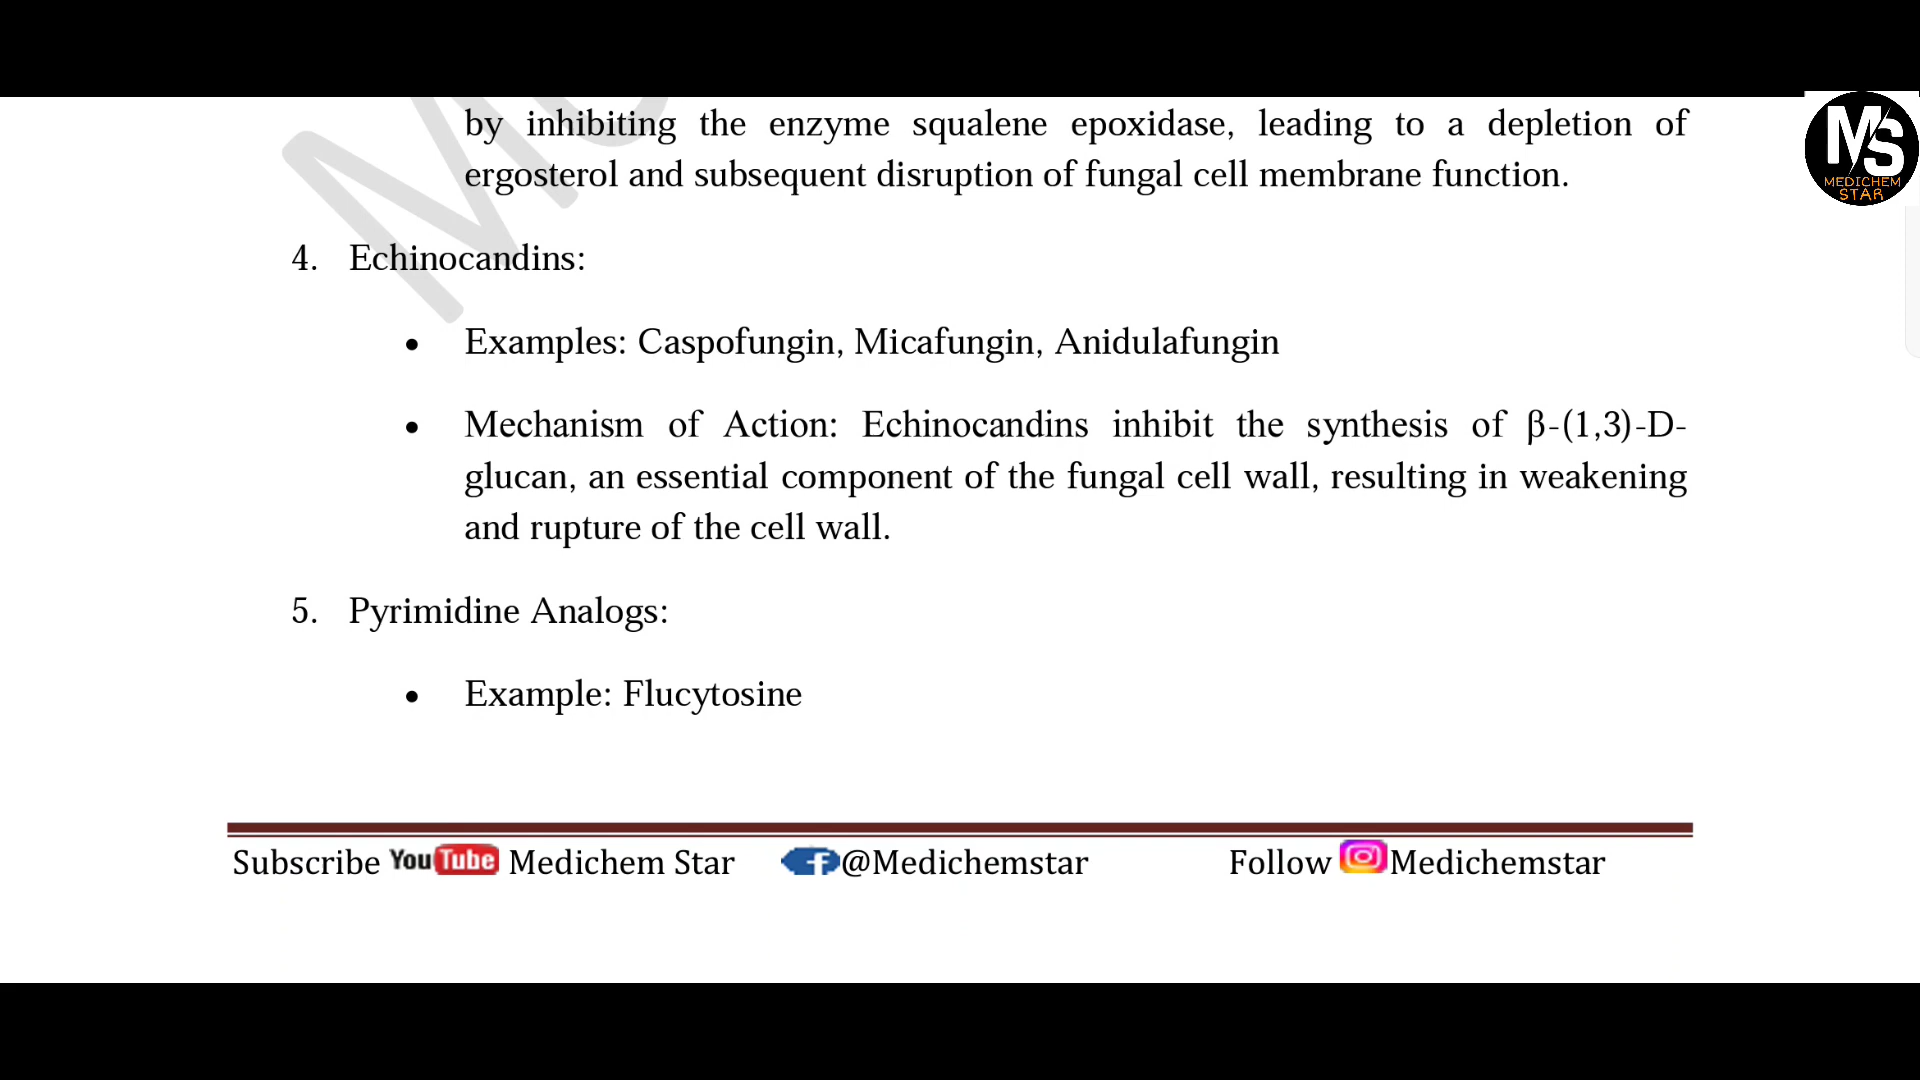 by inhibiting the enzyme squalene epoxidase, leading to a depletion of
ergosterol and subsequent disruption of fungal cell membrane function.
4. Echinocandins:
• Examples: Caspofungin, Micafungin, Anidulafungin
• Mechanism of Action: Echinocandins inhibit the synthesis of β-(1,3)-D-
glucan, an essential component of the fungal cell wall, resulting in weakening
and rupture of the cell wall.
5. Pyrimidine Analogs:
• Example: Flucytosine
Subscribe YouTube Medichem Star f@Medichemstar Follow Medichemstar
MS
MEDICHEM
STAR